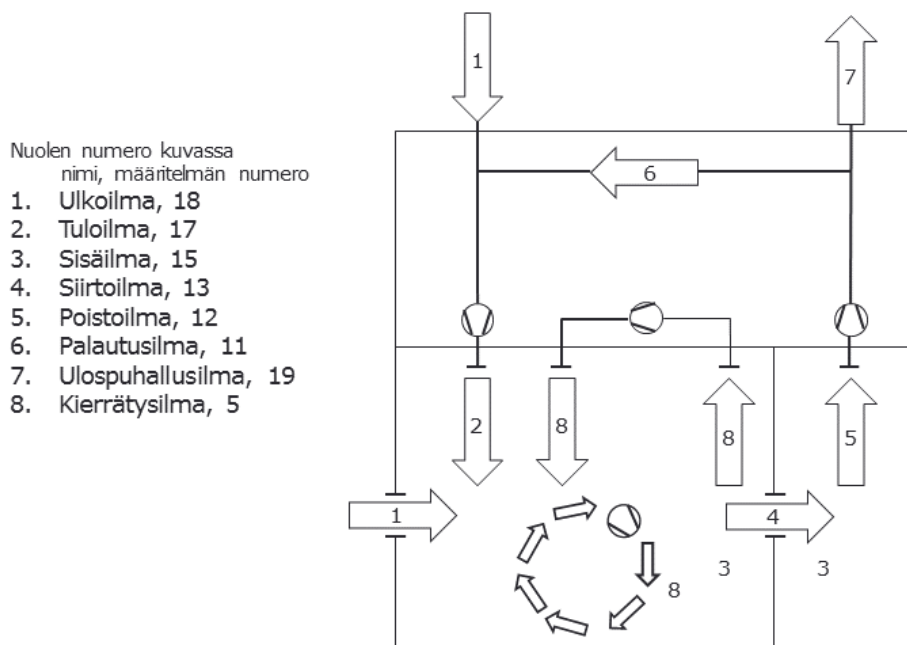 Nuolen numero kuvassa
nimi, määritelmän numero
1. Ulkoilma, 18
2. Tuloilma, 17
3. Sisäilma, 15
4. Siirtoilma, 13
5. Poistoilma, 12
6. Palautusilma, 11
7. Ulospuhallusilma, 19
8. Kierrätysilma, 5
1
7
6
2
8
8
5
1
4
3
3
8